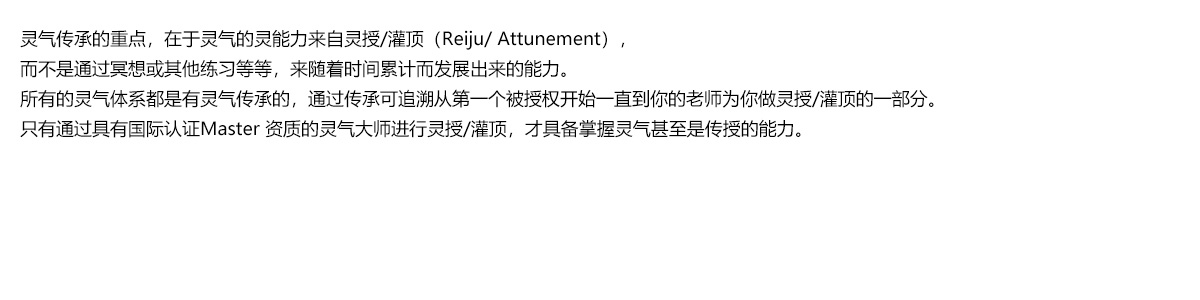 灵气传承的重点，在于灵气的灵能力来自灵授/灌顶（Reiju/ Attunement），
而不是通过冥想或其他练习等等，来随着时间累计而发展出来的能力。
所有的灵气体系都是有灵气传承的，通过传承可追溯从第一个被授权开始一直到你的老师为你做灵授/灌顶的一部分。
只有通过具有国际认证Master 资质的灵气大师进行灵授/灌顶，才具备掌握灵气甚至是传授的能力。